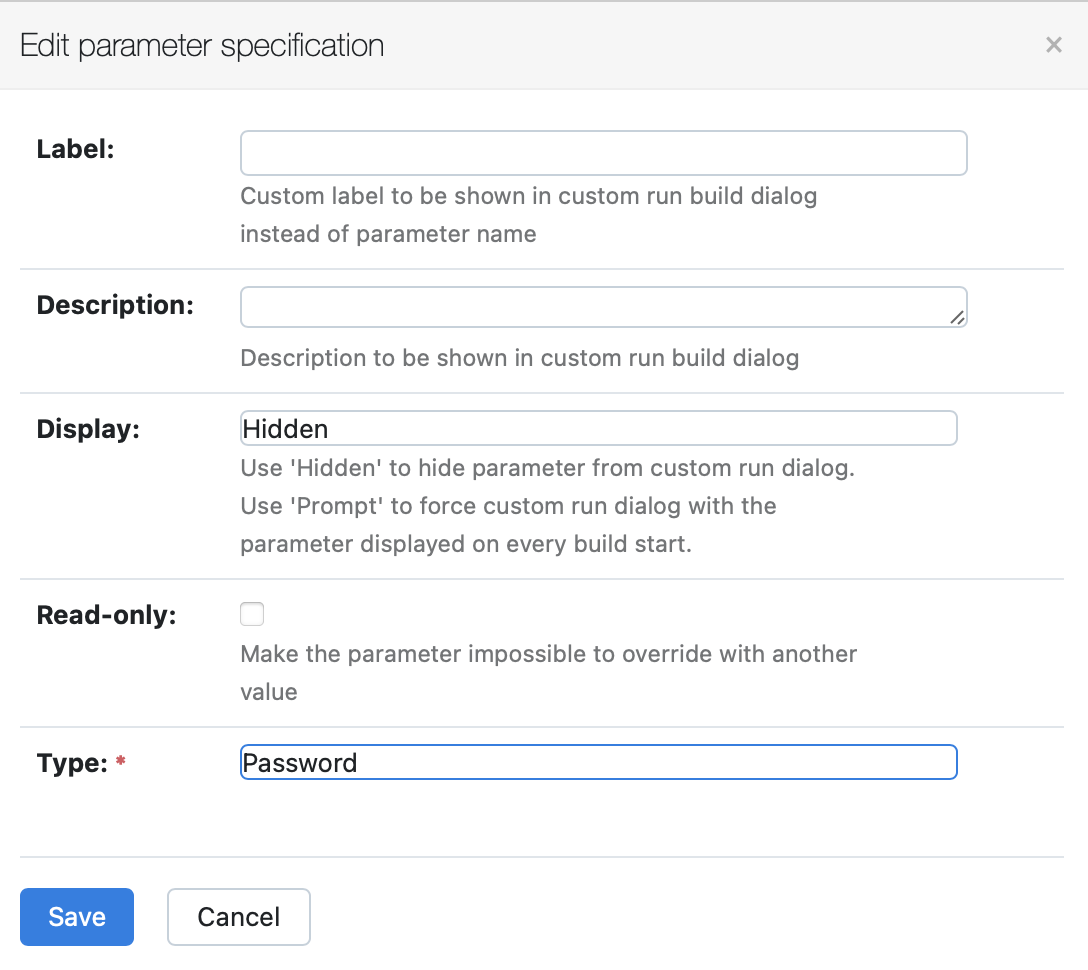 Edit parameter specification
×
Label:
Custom label to be shown in custom run build dialog
instead of parameter name
Description:
Description to be shown in custom run build dialog
Display:
Hidden
Use 'Hidden' to hide parameter from custom run dialog.
Use 'Prompt' to force custom run dialog with the
parameter displayed on every build start.
Read-only:
Make the parameter impossible to override with another
value
Type: *
Password
Save
Cancel